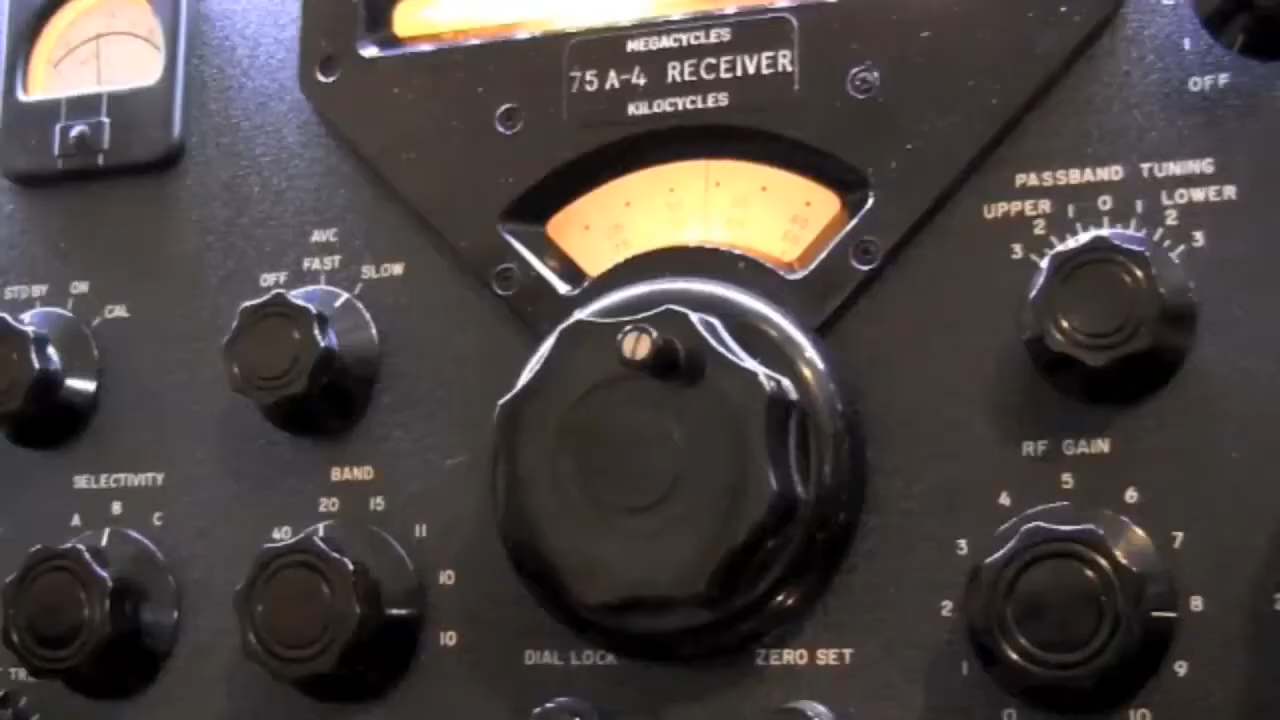 MEGACYCLES
75A-4 RECEIVER
KILOCYCLES
1
OFF
PASSBAND TUNING
UPPER 1 0 1 LOWER
2 2
3 3
AVC
OFF FAST SLOW
STDBY ON
CAL
SELECTIVITY
A B C
BAND
40 20 15 11
10
10
RF GAIN
0 1 2 3 4 5 6 7 8 9 10
DIAL LOCK
ZERO SET